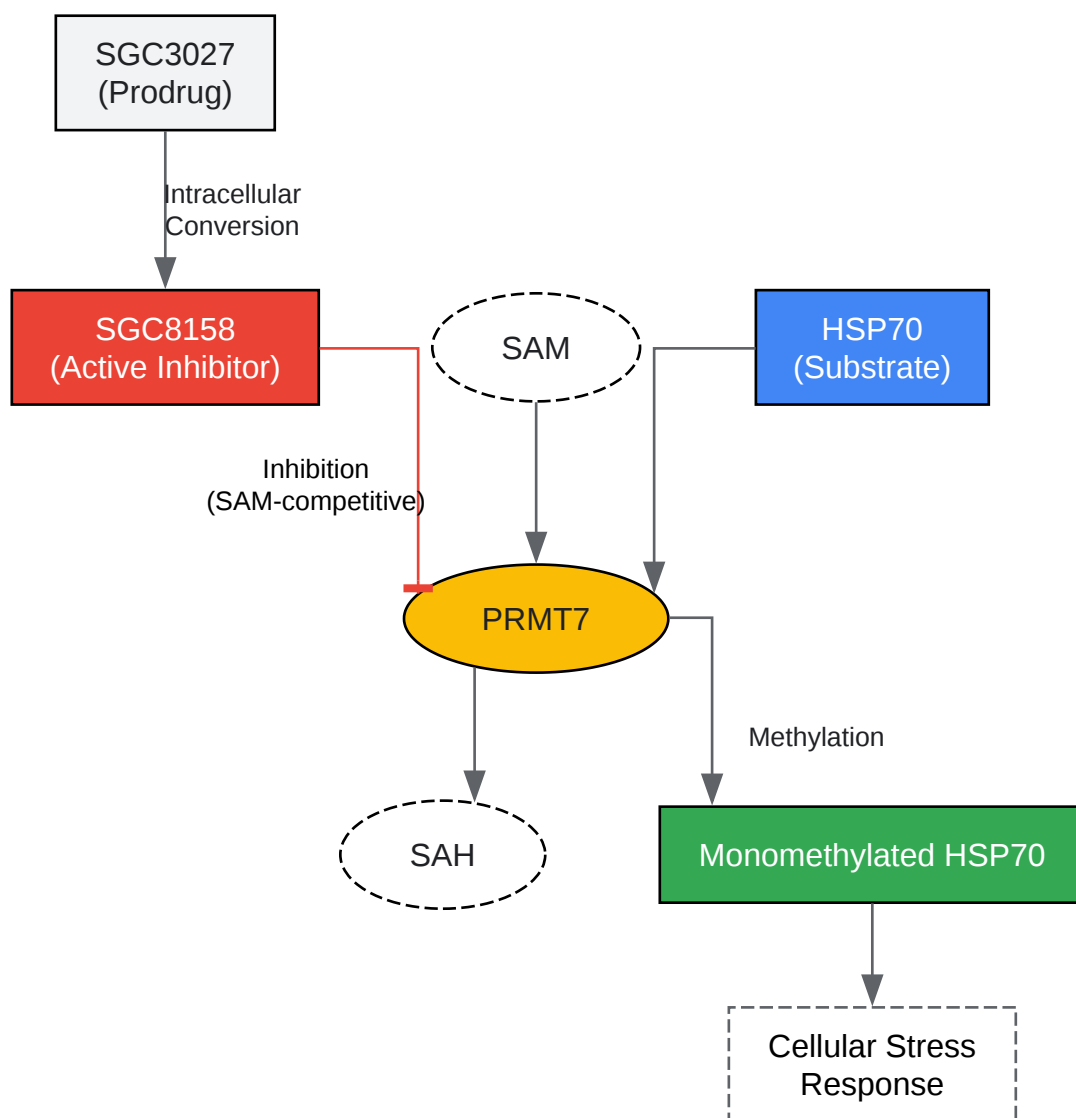 SGC3027
(Prodrug)
Intracellular
Conversion
SGC8158
(Active Inhibitor)
SAM
HSP70
(Substrate)
Inhibition
(SAM-competitive)
PRMT7
Methylation
SAH
Monomethylated HSP70
Cellular Stress
Response